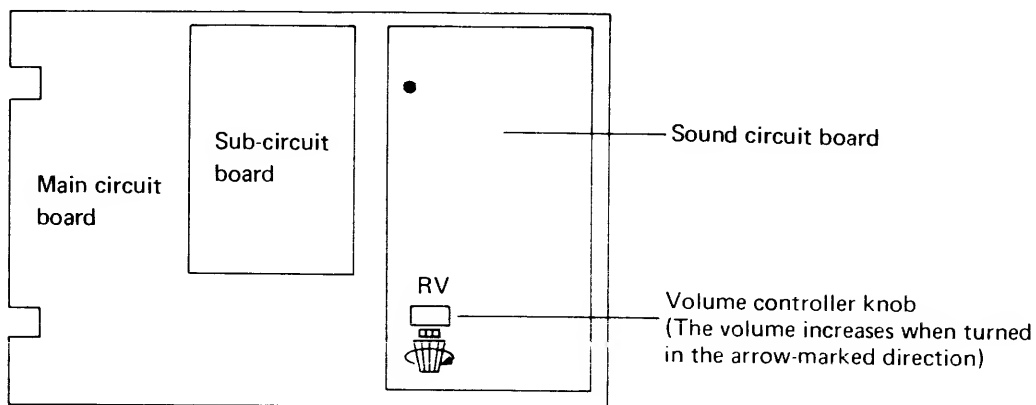 Main circuit
board
Sub-circuit
board
Sound circuit board
RV
Volume controller knob
(The volume increases when turned
in the arrow-marked direction)